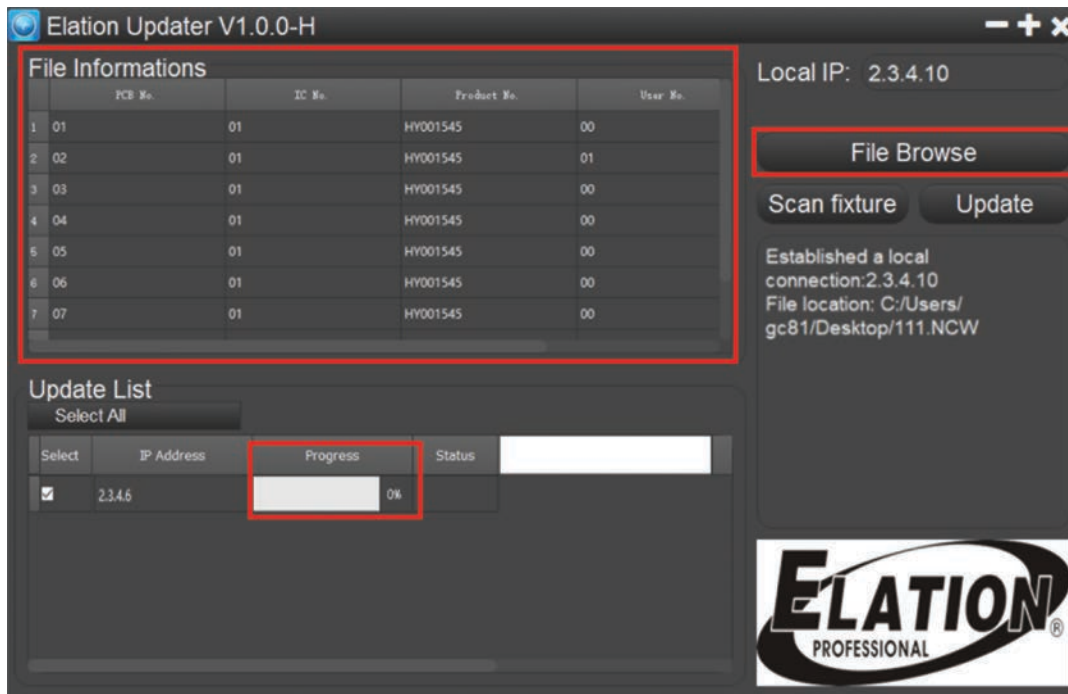 Elation Updater V1.0.0-H
File Informations
PCB No. IC No. Product No. User No.
1 01 01 HY001545 00
2 02 01 HY001545 01
3 03 01 HY001545 00
4 04 01 HY001545 00
5 05 01 HY001545 00
6 06 01 HY001545 00
7 07 01 HY001545 00
Local IP: 2.3.4.10
File Browse
Scan fixture Update
Established a local
connection:2.3.4.10
File location: C:/Users/
gc81/Desktop/111.NCW
Update List
Select All
Select IP Address Progress Status
2.3.4.6 0%
ELATION®
PROFESSIONAL